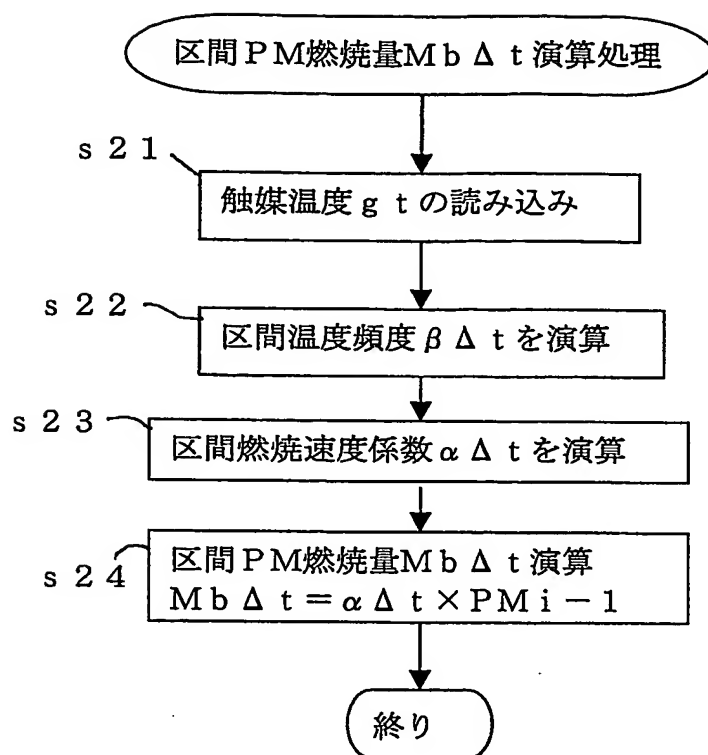 区間PM燃焼量MbΔt演算処理
s21
触媒温度gtの読み込み
s22
区間温度頻度βΔtを演算
s23
区間燃焼速度係数αΔtを演算
s24
区間PM燃焼量MbΔt演算
MbΔt=αΔt×PMi-1
終り